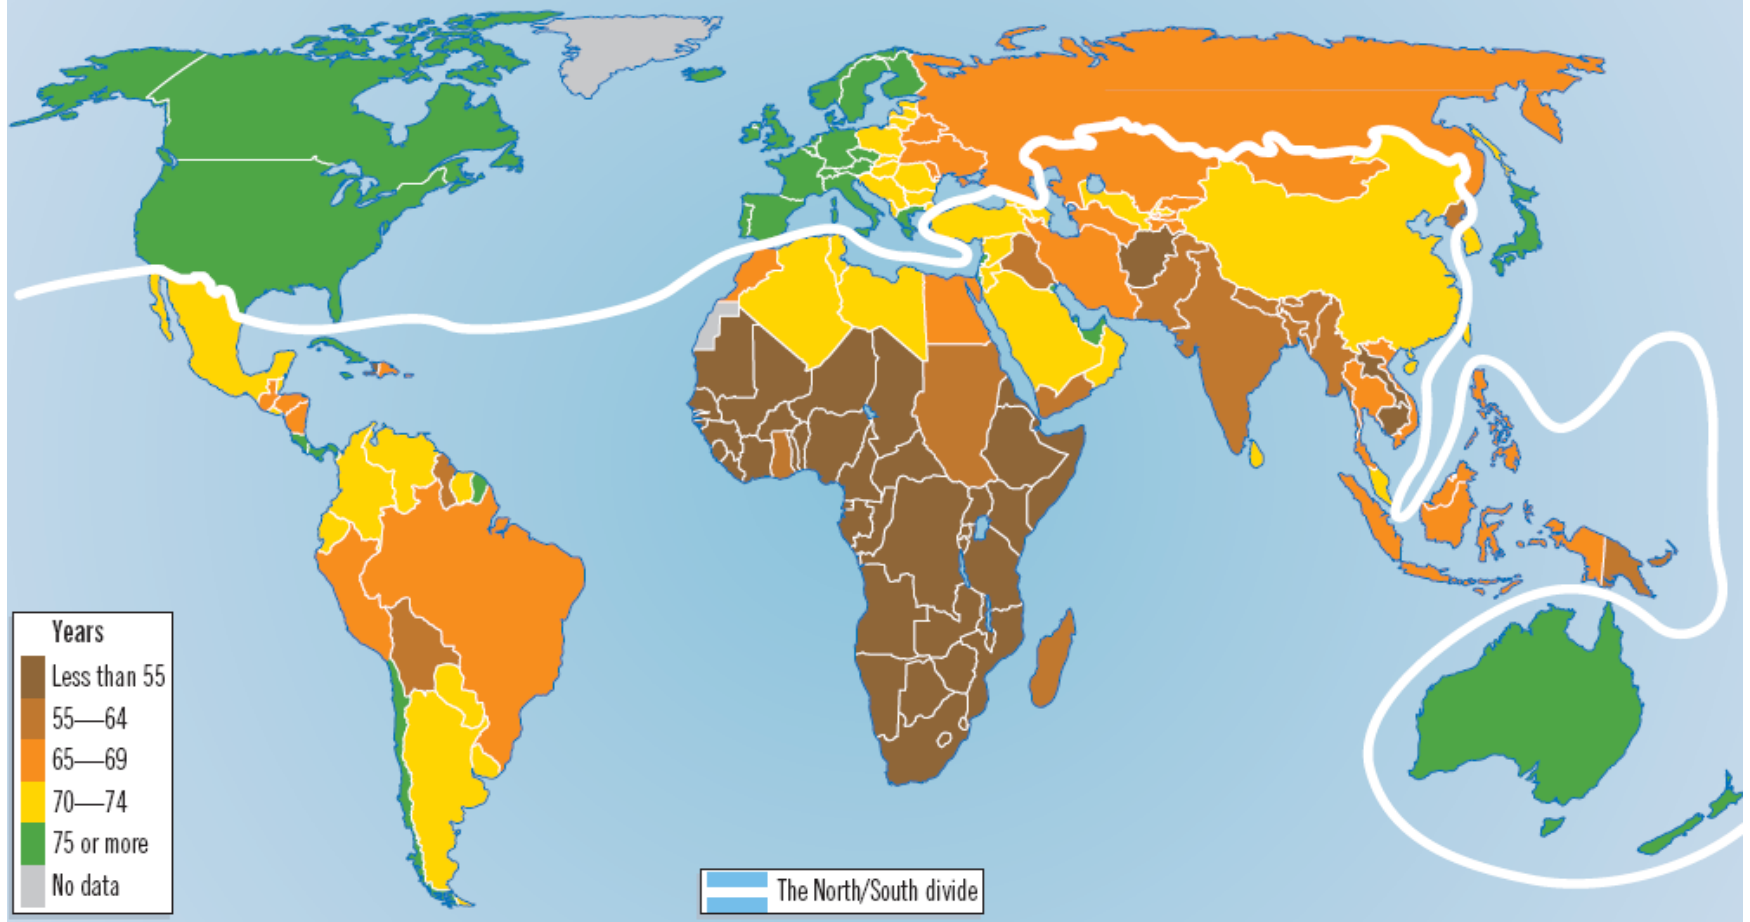 Years
Less than 55
55—64
65—69
70—74
75 or more
No data
The North/South divide